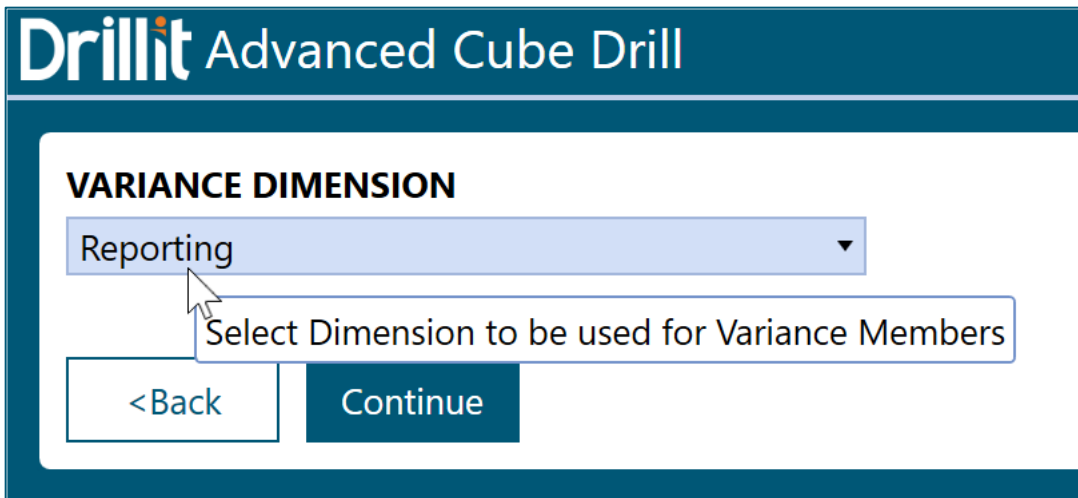 Drillit Advanced Cube Drill
VARIANCE DIMENSION
Reporting
Select Dimension to be used for Variance Members
<Back
Continue